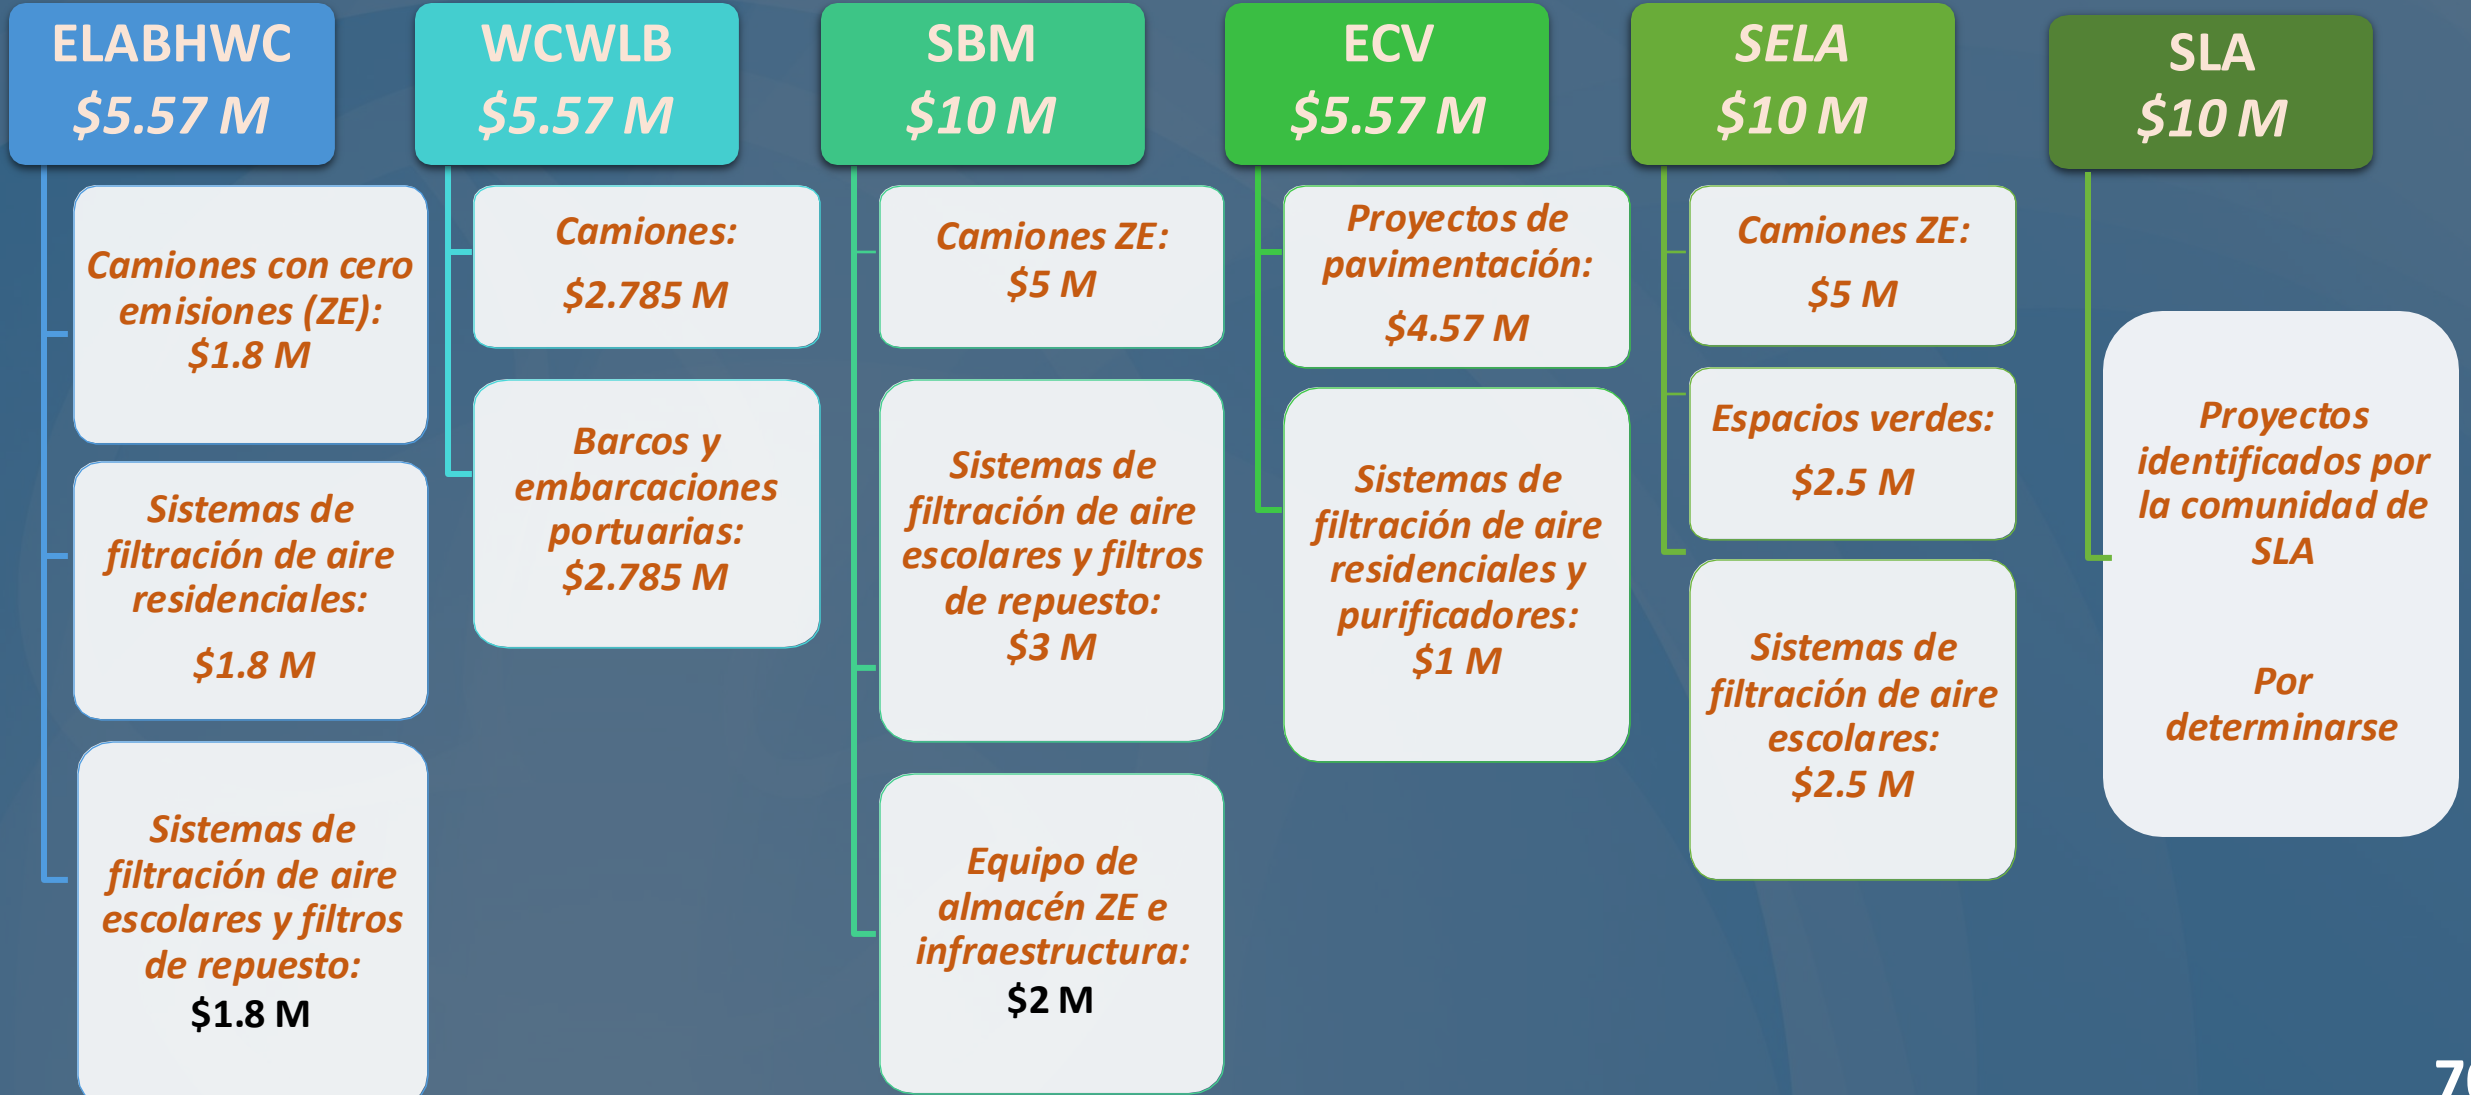 ELABHWC
$5.57 M
Camiones con cero
emisiones (ZE):
$1.8 M
Sistemas de
filtración de aire
residenciales:
$1.8 M
Sistemas de
filtración de aire
escolares y filtros
de repuesto:
$1.8 M
WCWLB
$5.57 M
Camiones:
$2.785 M
Barcos y
embarcaciones
portuarias:
$2.785 M
SBM
$10 M
Camiones ZE:
$5 M
Sistemas de
filtración de aire
escolares y filtros
de repuesto:
$3 M
Equipo de
almacén ZE e
infraestructura:
$2 M
ECV
$5.57 M
Proyectos de
pavimentación:
$4.57 M
Sistemas de
filtración de aire
residenciales y
purificadores:
$1 M
SELA
$10 M
Camiones ZE:
$5 M
Espacios verdes:
$2.5 M
Sistemas de
filtración de aire
escolares:
$2.5 M
SLA
$10 M
Proyectos
identificados por
la comunidad de
SLA
Por
determinarse